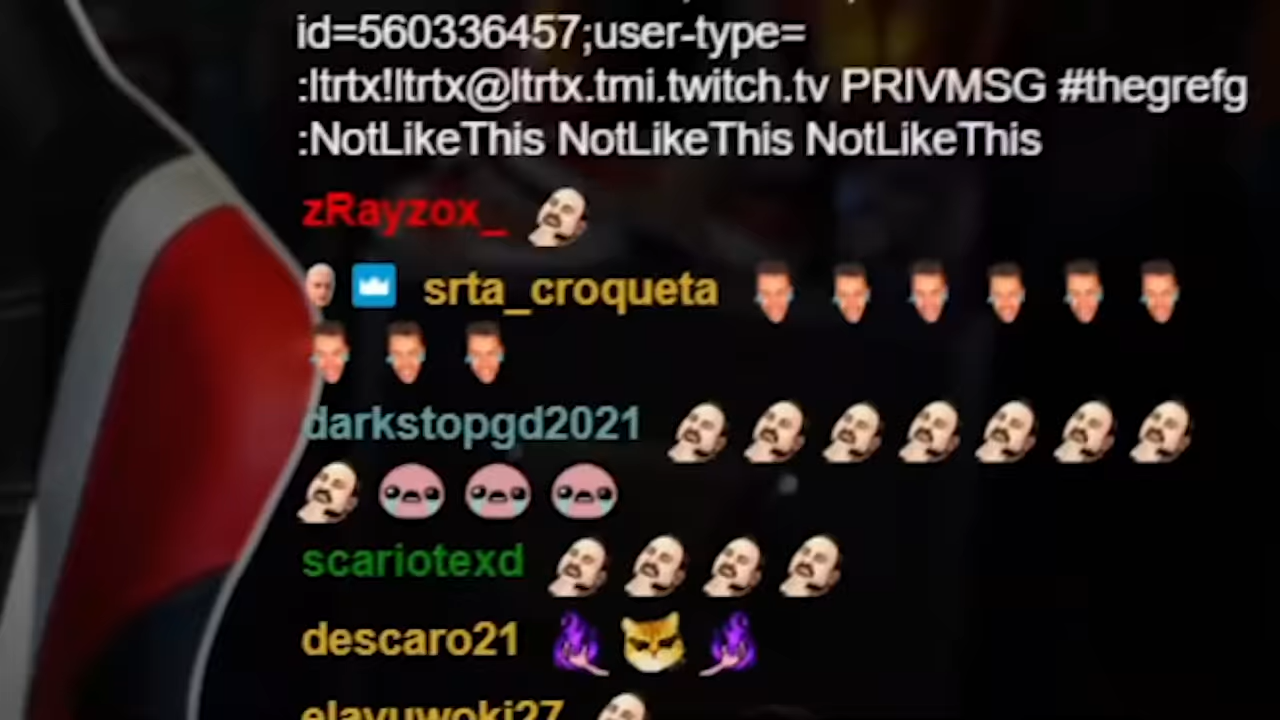 id=560336457;user-type=
:ltrtx!ltrtx@ltrtx.tmi.twitch.tv PRIVMSG #thegrefg
:NotLikeThis NotLikeThis NotLikeThis
zRayzox_
srta_croqueta
darkstopgd2021
scariotexd
descaro21
elayuwoki27